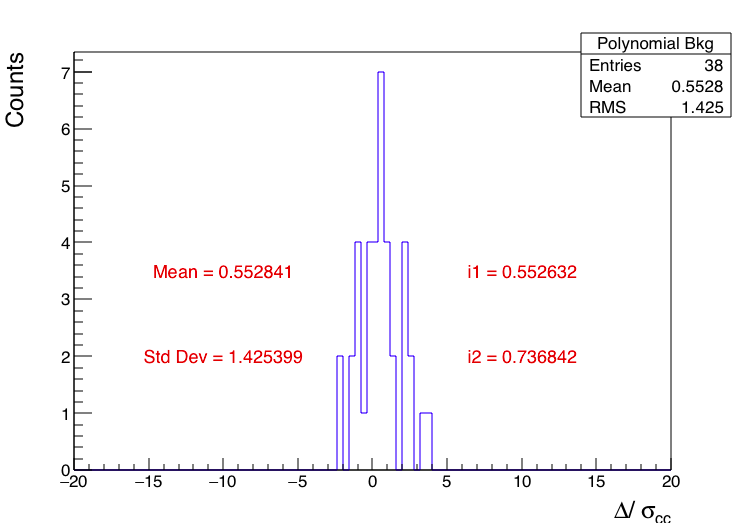 Polynomial Bkg
Entries 38
Mean 0.5528
RMS 1.425
Counts
7
6
5
4
3
2
1
0
Mean = 0.552841
i1 = 0.552632
Std Dev = 1.425399
i2 = 0.736842
−20 −15 −10 −5 0 5 10 15 20
Δ/ σcc